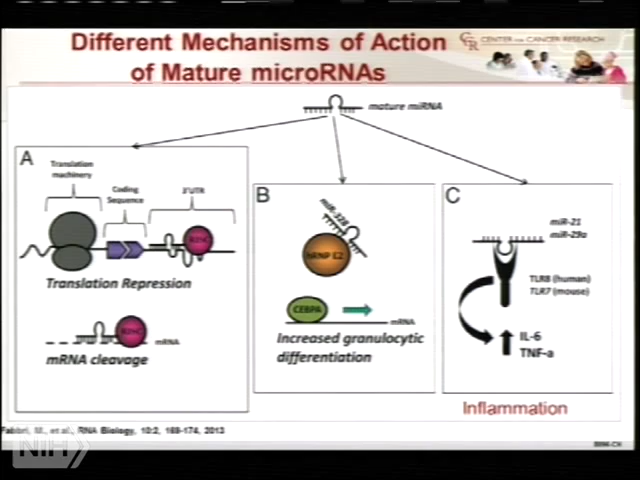 Different Mechanisms of Action
of Mature microRNAs
CCR CENTER FOR CANCER RESEARCH
mature miRNA
A
Translation
machinery
Coding
Sequence
3'UTR
RISC
Translation Repression
RISC
mRNA
mRNA cleavage
B
miR-328
hRNP E2
CEBPA
mRNA
Increased granulocytic
differentiation
C
miR-21
miR-29a
TLR8 (human)
TLR7 (mouse)
IL-6
TNF-a
Inflammation
Fabbri, M., et al., RNA Biology, 10:2, 169-174, 2013
NIH